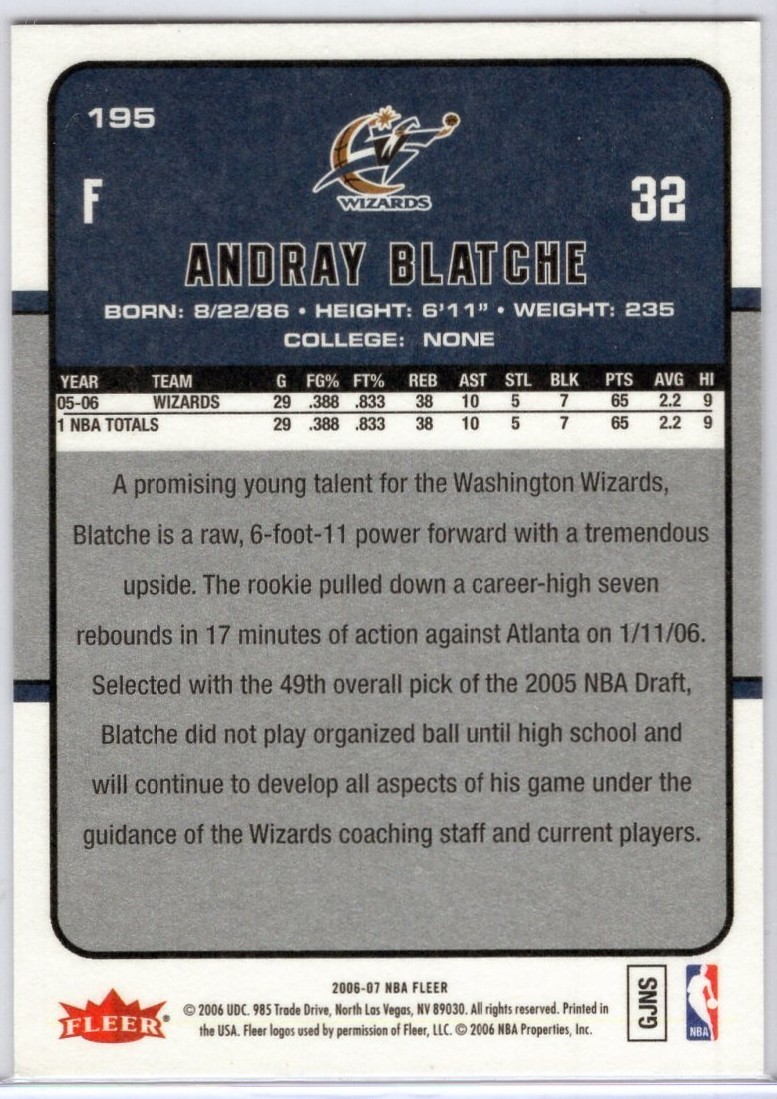 195
WIZARDS
F 32
ANDRAY BLATCHE
BORN: 8/22/86 • HEIGHT: 6'11" • WEIGHT: 235
COLLEGE: NONE
YEAR TEAM G FG% FT% REB AST STL BLK PTS AVG HI
05-06 WIZARDS 29 .388 .833 38 10 5 7 65 2.2 9
1 NBA TOTALS 29 .388 .833 38 10 5 7 65 2.2 9
A promising young talent for the Washington Wizards,
Blatche is a raw, 6-foot-11 power forward with a tremendous
upside. The rookie pulled down a career-high seven
rebounds in 17 minutes of action against Atlanta on 1/11/06.
Selected with the 49th overall pick of the 2005 NBA Draft,
Blatche did not play organized ball until high school and
will continue to develop all aspects of his game under the
guidance of the Wizards coaching staff and current players.
2006-07 NBA FLEER
FLEER®
© 2006 UDC. 985 Trade Drive, North Las Vegas, NV 89030. All rights reserved. Printed in
the USA. Fleer logos used by permission of Fleer, LLC. © 2006 NBA Properties, Inc.
GJNS
NBA